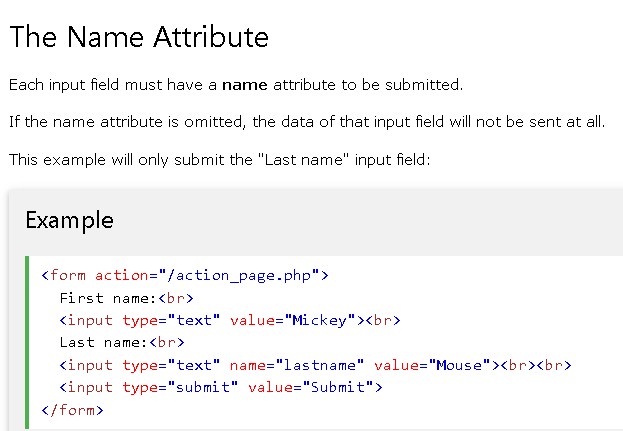 The Name Attribute
Each input field must have a name attribute to be submitted.
If the name attribute is omitted, the data of that input field will not be sent at all.
This example will only submit the "Last name" input field:
Example
<form action="/action_page.php">
  First name:<br>
  <input type="text" value="Mickey"><br>
  Last name:<br>
  <input type="text" name="lastname" value="Mouse"><br><br>
  <input type="submit" value="Submit">
</form>